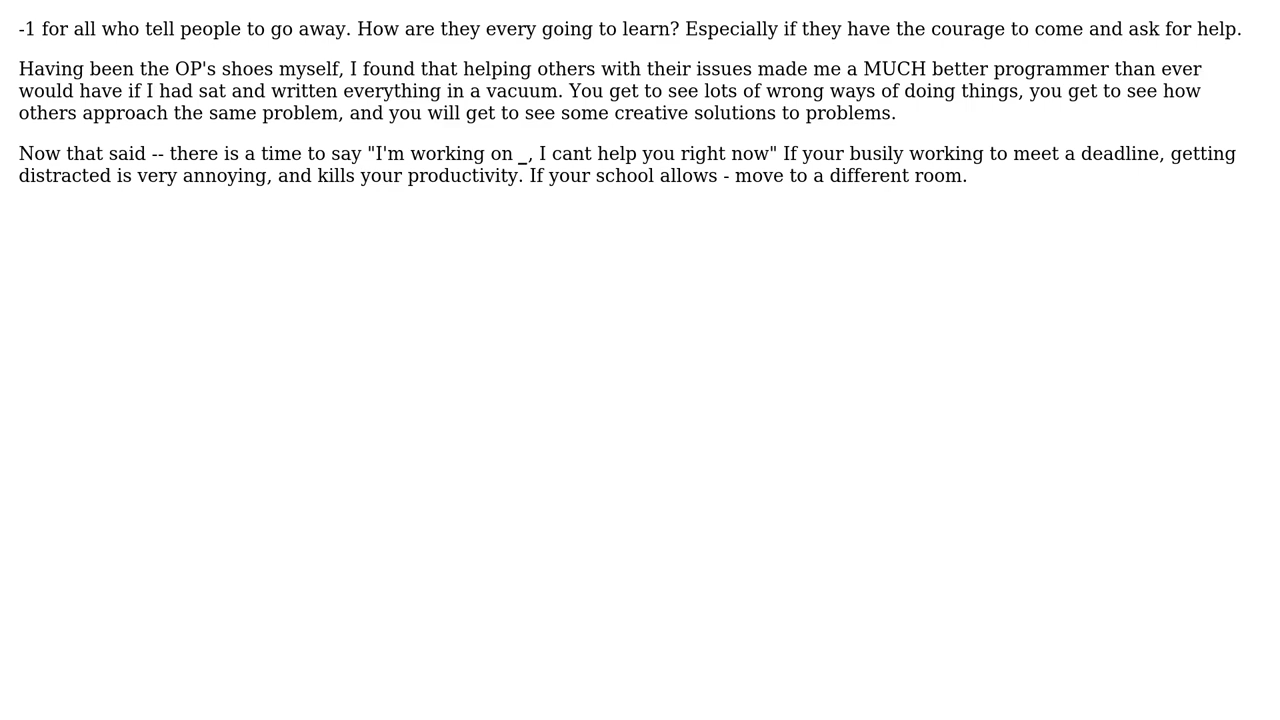 -1 for all who tell people to go away. How are they every going to learn? Especially if they have the courage to come and ask for help.
Having been the OP's shoes myself, I found that helping others with their issues made me a MUCH better programmer than ever
would have if I had sat and written everything in a vacuum. You get to see lots of wrong ways of doing things, you get to see how
others approach the same problem, and you will get to see some creative solutions to problems.
Now that said -- there is a time to say "I'm working on _, I cant help you right now" If your busily working to meet a deadline, getting
distracted is very annoying, and kills your productivity. If your school allows - move to a different room.